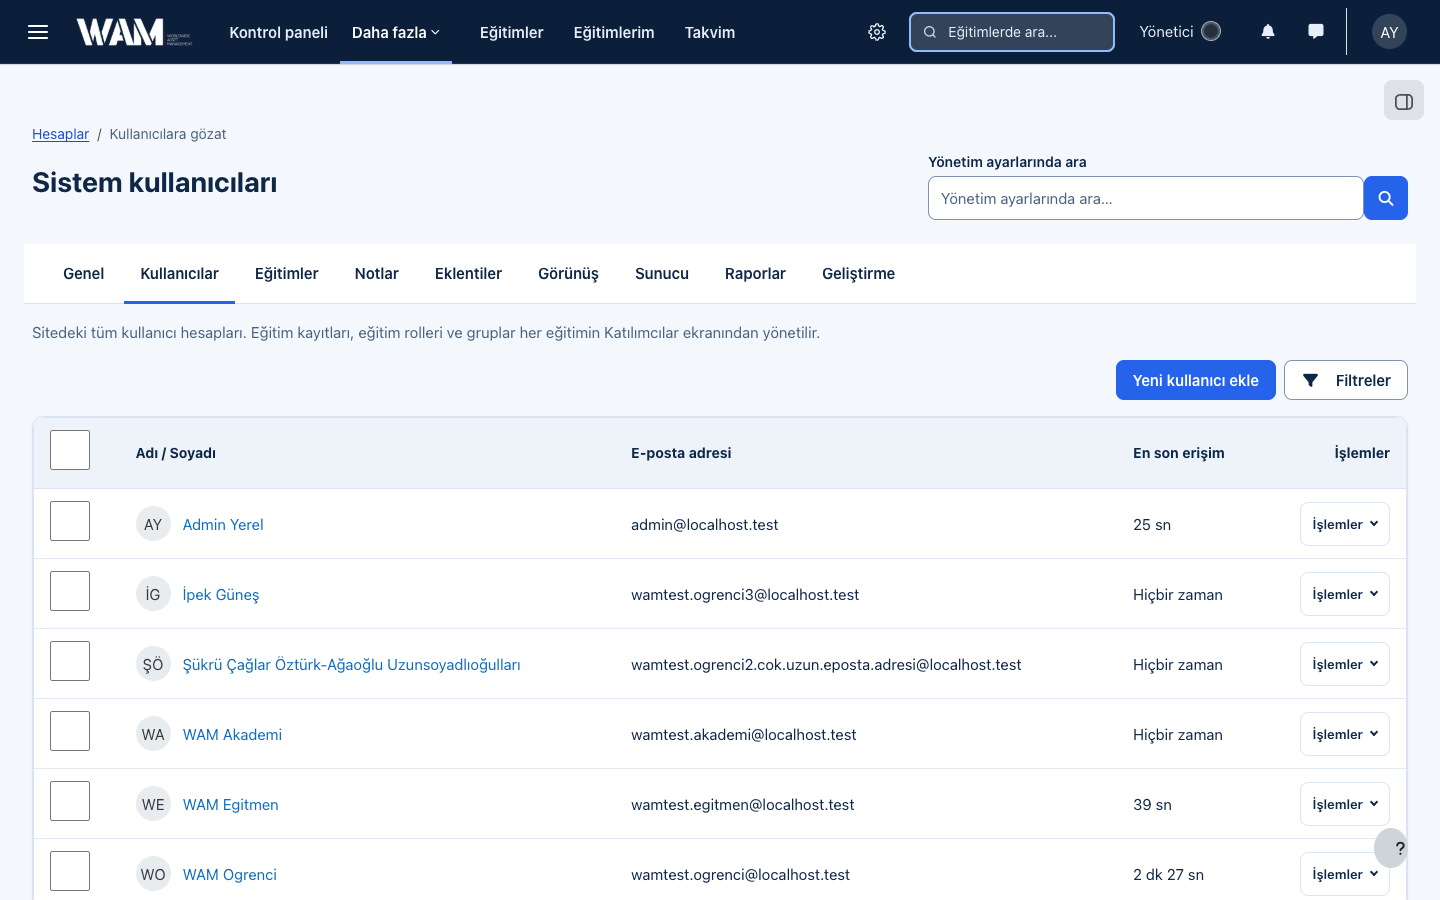 WAM Kontrol paneli Daha fazla Eğitimler Eğitimlerim Takvim Eğitimlerde ara... Yönetici AY
Hesaplar / Kullanıcılara gözat
Sistem kullanıcıları
Yönetim ayarlarında ara
Yönetim ayarlarında ara...
Genel Kullanıcılar Eğitimler Notlar Eklentiler Görünüş Sunucu Raporlar Geliştirme
Sitedeki tüm kullanıcı hesapları. Eğitim kayıtları, eğitim rolleri ve gruplar her eğitimin Katılımcılar ekranından yönetilir.
Yeni kullanıcı ekle Filtreler
Adı / Soyadı E-posta adresi En son erişim İşlemler
AY Admin Yerel admin@localhost.test 25 sn İşlemler
İG İpek Güneş wamtest.ogrenci3@localhost.test Hiçbir zaman İşlemler
ŞÖ Şükrü Çağlar Öztürk-Ağaoğlu Uzunsoyadlıoğulları wamtest.ogrenci2.cok.uzun.eposta.adresi@localhost.test Hiçbir zaman İşlemler
WA WAM Akademi wamtest.akademi@localhost.test Hiçbir zaman İşlemler
WE WAM Egitmen wamtest.egitmen@localhost.test 39 sn İşlemler
?
WO WAM Ogrenci wamtest.ogrenci@localhost.test 2 dk 27 sn İşlemler